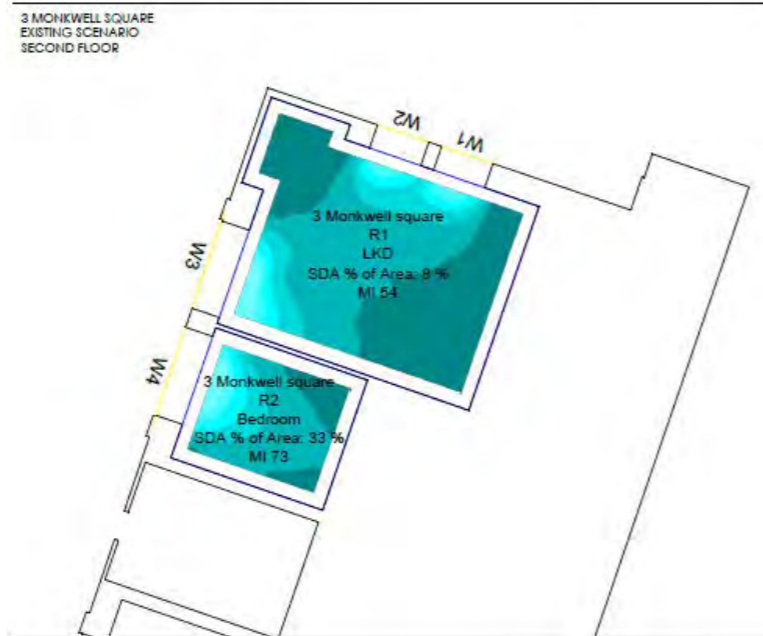 3 MONKWELL SQUARE
EXISTING SCENARIO
SECOND FLOOR
W2
W1
3 Monkwell square
R1
LKD
SDA % of Area: 8 %
MI 54
W3
W4
3 Monkwell square
R2
Bedroom
SDA % of Area: 33 %
MI 73